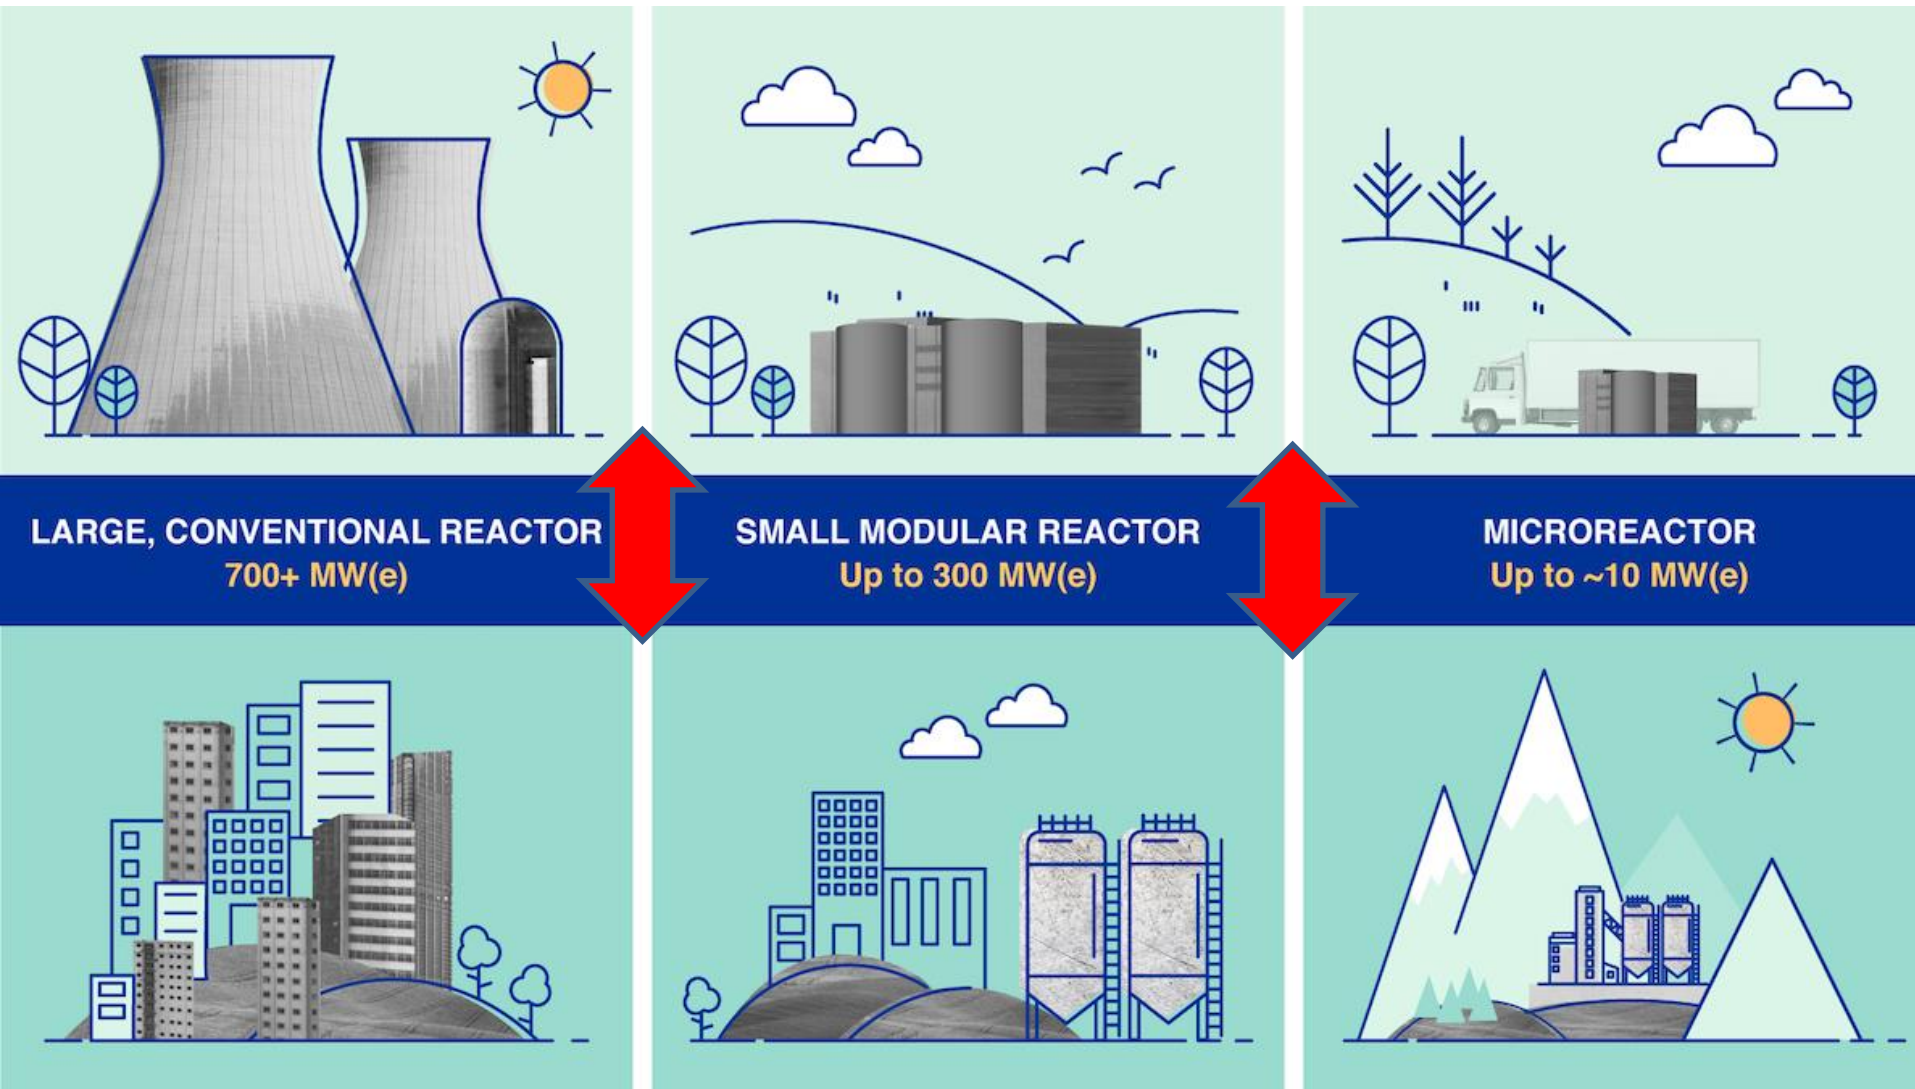 LARGE, CONVENTIONAL REACTOR
700+ MW(e)
SMALL MODULAR REACTOR
Up to 300 MW(e)
MICROREACTOR
Up to ~10 MW(e)